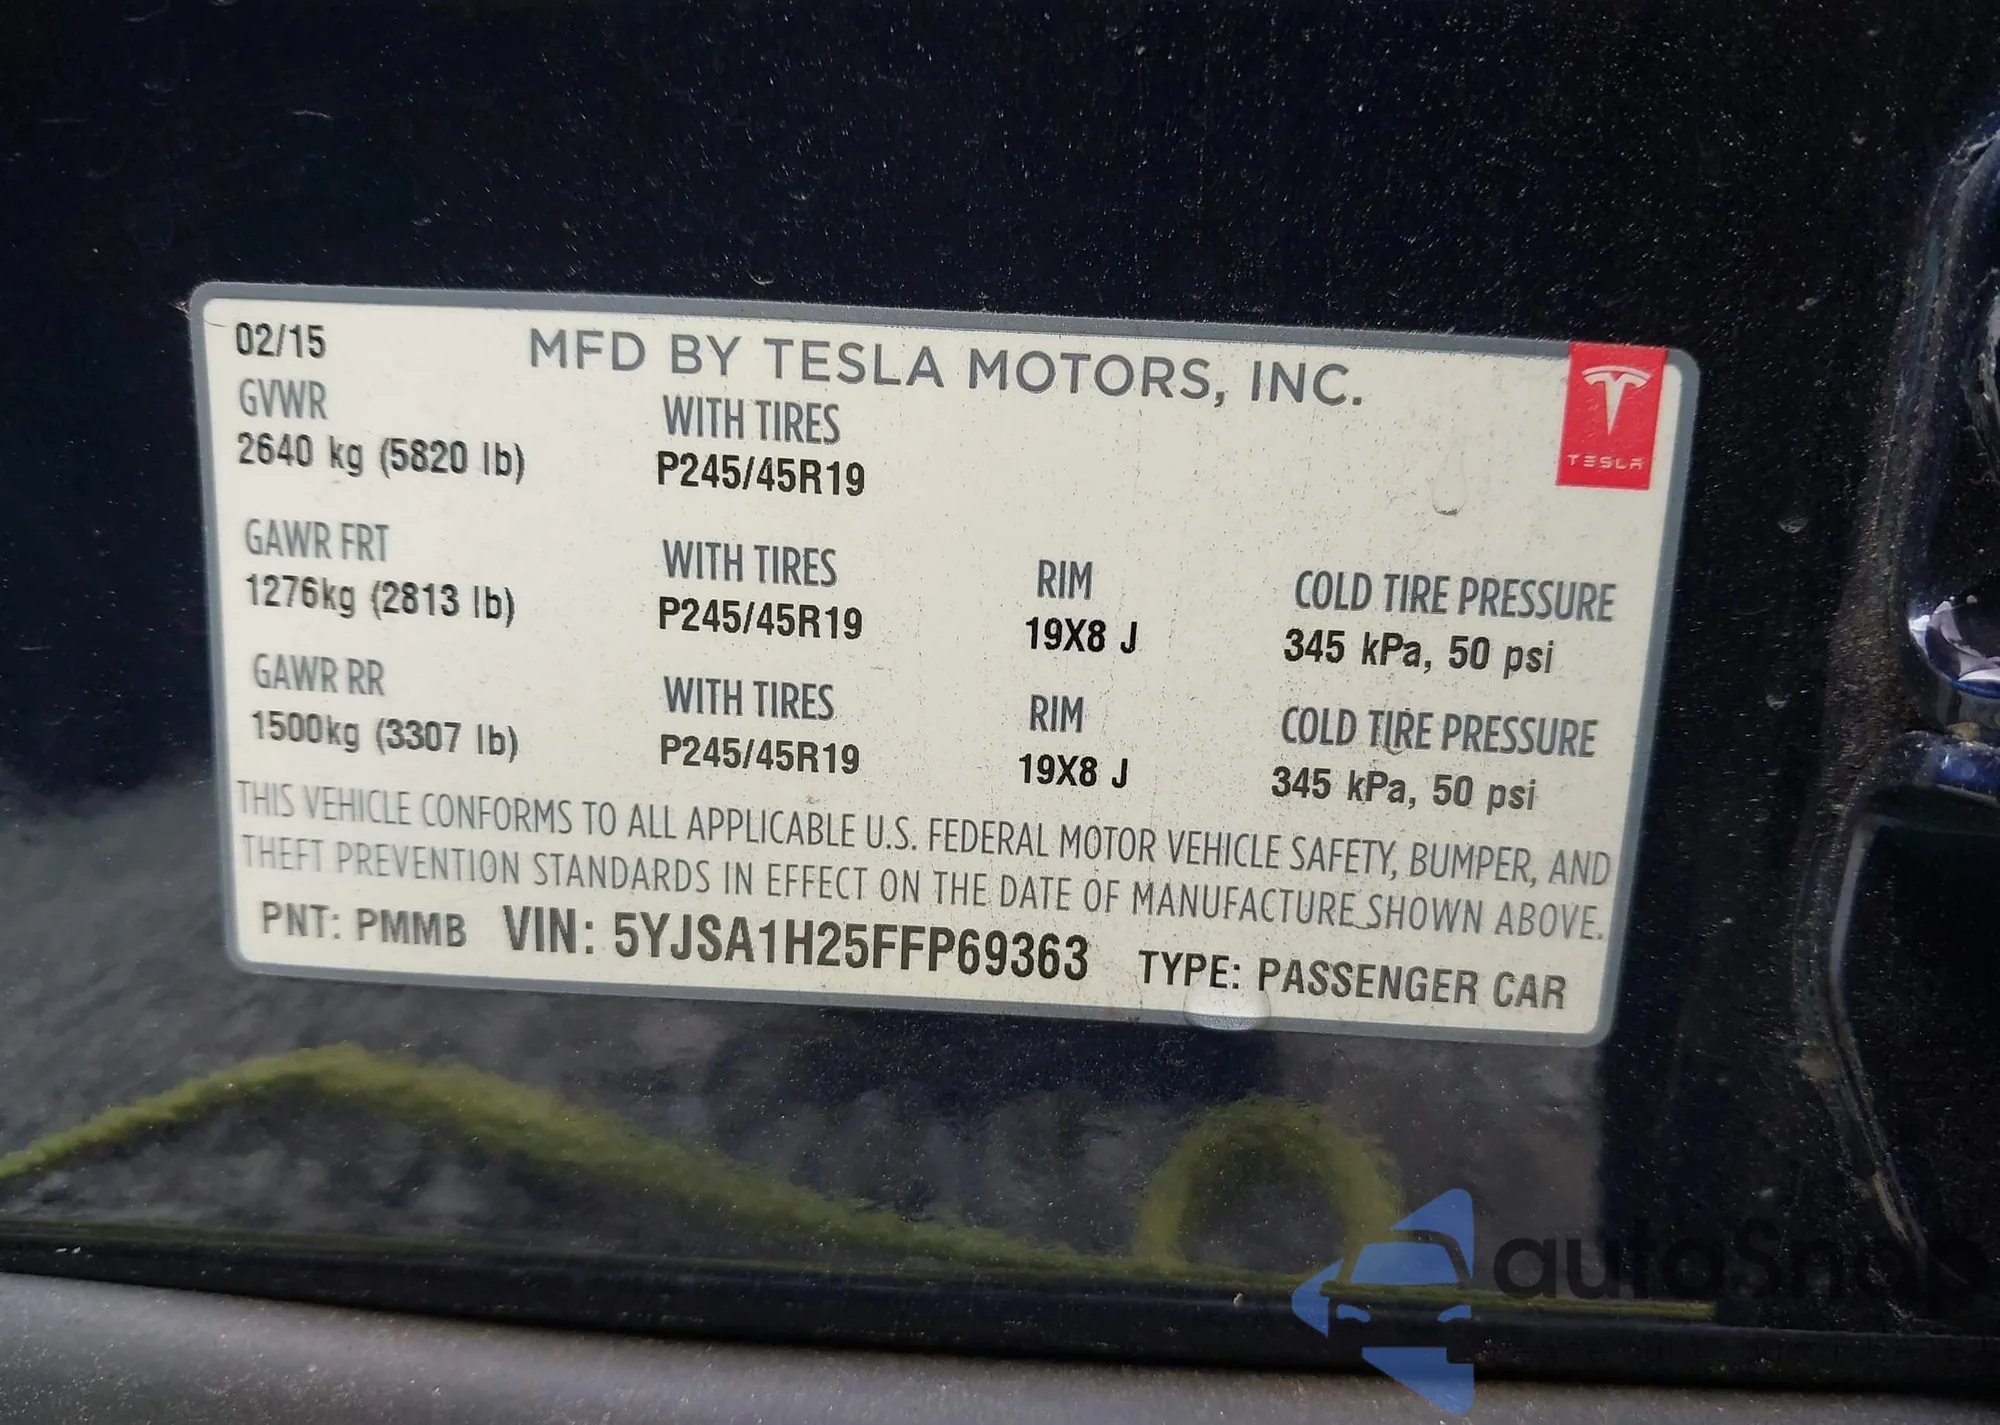 02/15 MFD BY TESLA MOTORS, INC.
TESLA
GVWR WITH TIRES
2640 kg (5820 lb) P245/45R19
GAWR FRT WITH TIRES RIM COLD TIRE PRESSURE
1276kg (2813 lb) P245/45R19 19X8 J 345 kPa, 50 psi
GAWR RR WITH TIRES RIM COLD TIRE PRESSURE
1500kg (3307 lb) P245/45R19 19X8 J 345 kPa, 50 psi
THIS VEHICLE CONFORMS TO ALL APPLICABLE U.S. FEDERAL MOTOR VEHICLE SAFETY, BUMPER, AND
THEFT PREVENTION STANDARDS IN EFFECT ON THE DATE OF MANUFACTURE SHOWN ABOVE.
PNT: PMMB VIN: 5YJSA1H25FFP69363 TYPE: PASSENGER CAR
autoSnap